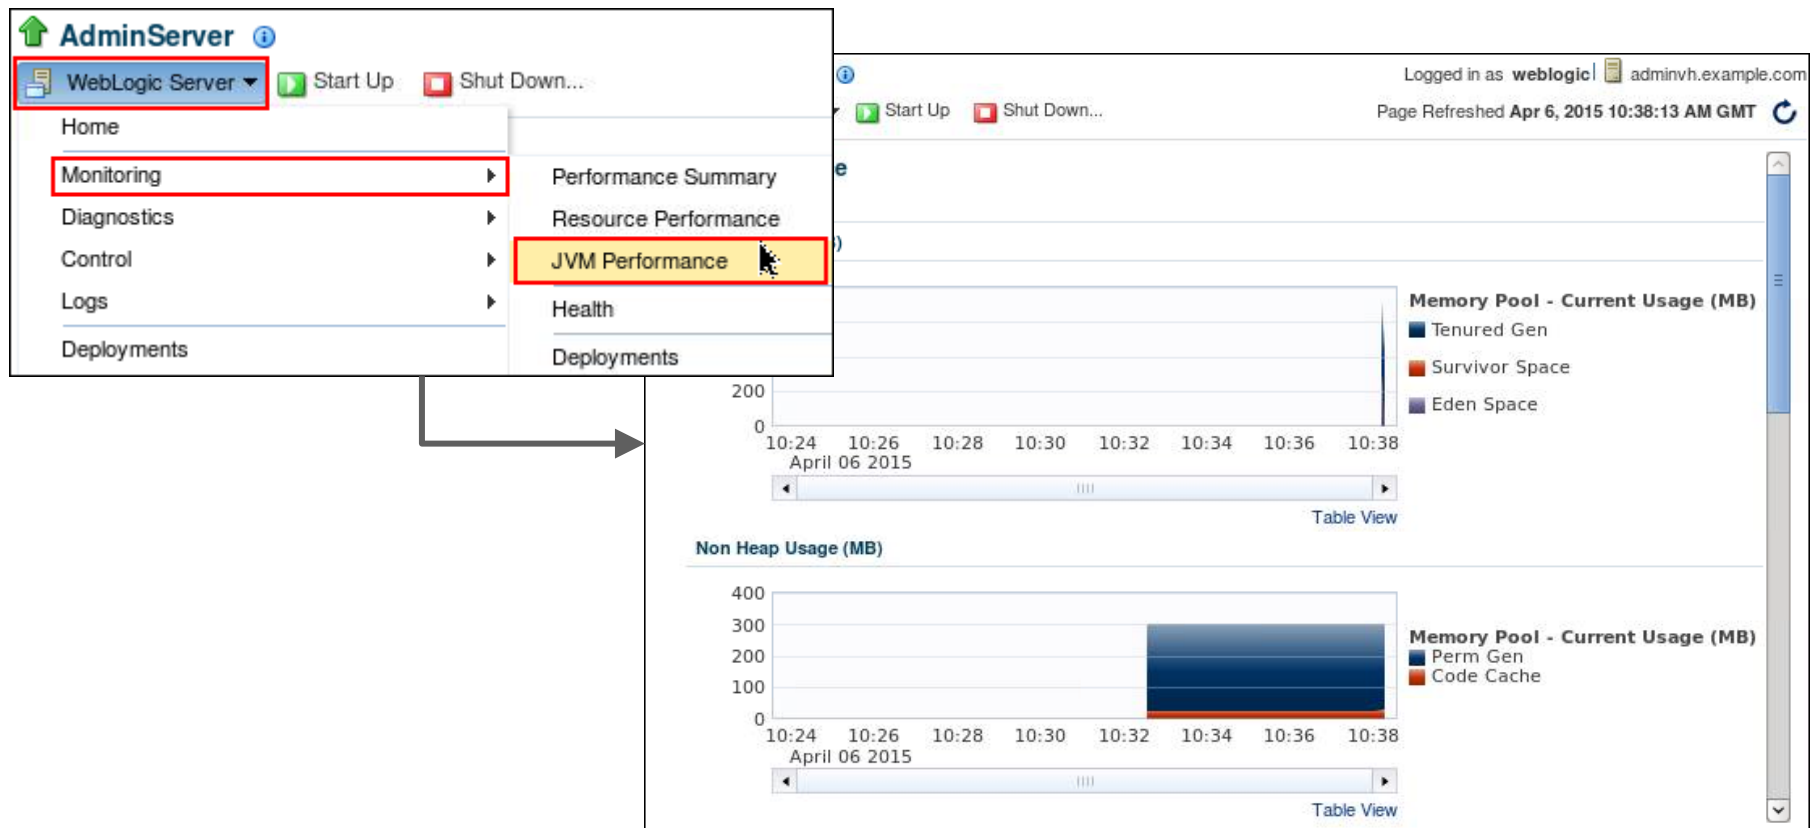 AdminServer
WebLogic Server
Start Up
Shut Down...
Home
Monitoring
Diagnostics
Control
Logs
Deployments
Performance Summary
Resource Performance
JVM Performance
Health
Deployments
Logged in as weblogic
adminvh.example.com
Start Up
Shut Down...
Page Refreshed Apr 6, 2015 10:38:13 AM GMT
e
)
Memory Pool - Current Usage (MB)
Tenured Gen
Survivor Space
Eden Space
200
0
10:24 10:26 10:28 10:30 10:32 10:34 10:36 10:38
April 06 2015
Table View
Non Heap Usage (MB)
400
300
200
100
0
10:24 10:26 10:28 10:30 10:32 10:34 10:36 10:38
April 06 2015
Memory Pool - Current Usage (MB)
Perm Gen
Code Cache
Table View